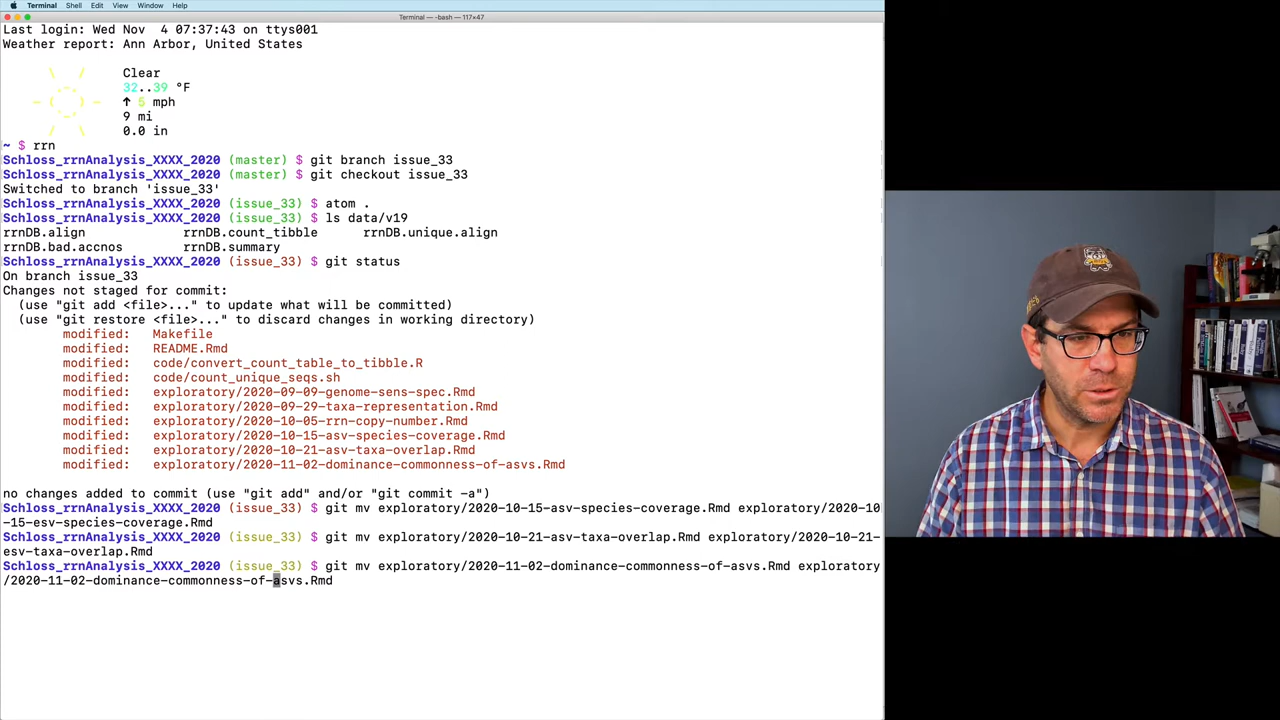 Terminal Shell Edit View Window Help
Terminal — -bash — 117×47
Last login: Wed Nov  4 07:37:43 on ttys001
Weather report: Ann Arbor, United States
Clear
32..39 °F
↑ 5 mph
9 mi
0.0 in
~ $ rrn
Schloss_rrnAnalysis_XXXX_2020 (master) $ git branch issue_33
Schloss_rrnAnalysis_XXXX_2020 (master) $ git checkout issue_33
Switched to branch 'issue_33'
Schloss_rrnAnalysis_XXXX_2020 (issue_33) $ atom .
Schloss_rrnAnalysis_XXXX_2020 (issue_33) $ ls data/v19
rrnDB.align rrnDB.count_tibble rrnDB.unique.align
rrnDB.bad.accnos rrnDB.summary
Schloss_rrnAnalysis_XXXX_2020 (issue_33) $ git status
On branch issue_33
Changes not staged for commit:
(use "git add <file>..." to update what will be committed)
(use "git restore <file>..." to discard changes in working directory)
modified: Makefile
modified: README.Rmd
modified: code/convert_count_table_to_tibble.R
modified: code/count_unique_seqs.sh
modified: exploratory/2020-09-09-genome-sens-spec.Rmd
modified: exploratory/2020-09-29-taxa-representation.Rmd
modified: exploratory/2020-10-05-rrn-copy-number.Rmd
modified: exploratory/2020-10-15-asv-species-coverage.Rmd
modified: exploratory/2020-10-21-asv-taxa-overlap.Rmd
modified: exploratory/2020-11-02-dominance-commonness-of-asvs.Rmd
no changes added to commit (use "git add" and/or "git commit -a")
Schloss_rrnAnalysis_XXXX_2020 (issue_33) $ git mv exploratory/2020-10-15-asv-species-coverage.Rmd exploratory/2020-10
-15-esv-species-coverage.Rmd
Schloss_rrnAnalysis_XXXX_2020 (issue_33) $ git mv exploratory/2020-10-21-asv-taxa-overlap.Rmd exploratory/2020-10-21-
esv-taxa-overlap.Rmd
Schloss_rrnAnalysis_XXXX_2020 (issue_33) $ git mv exploratory/2020-11-02-dominance-commonness-of-asvs.Rmd exploratory
/2020-11-02-dominance-commonness-of-asvs.Rmd